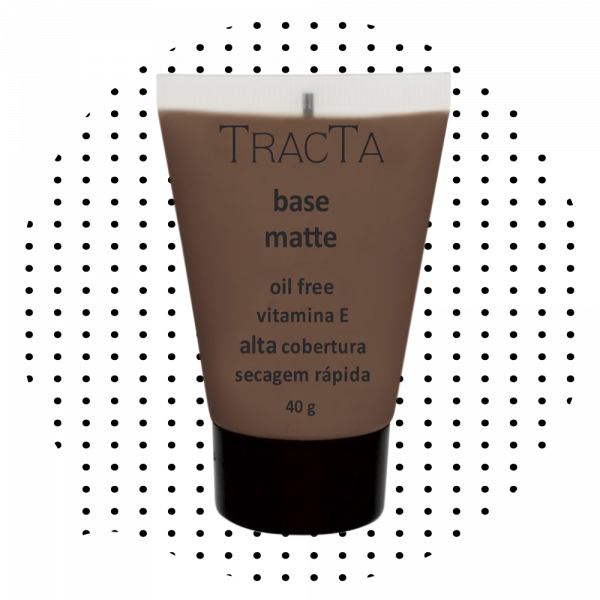 TRACTA
base
matte
oil free
vitamina E
alta cobertura
secagem rápida
40 g